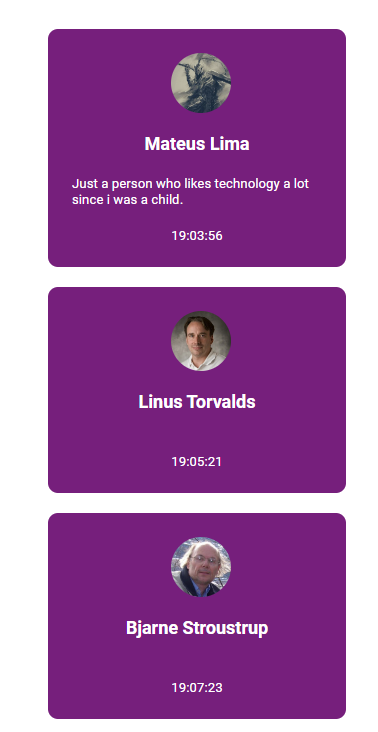 Mateus Lima
Just a person who likes technology a lot
since i was a child.
19:03:56
Linus Torvalds
19:05:21
Bjarne Stroustrup
19:07:23